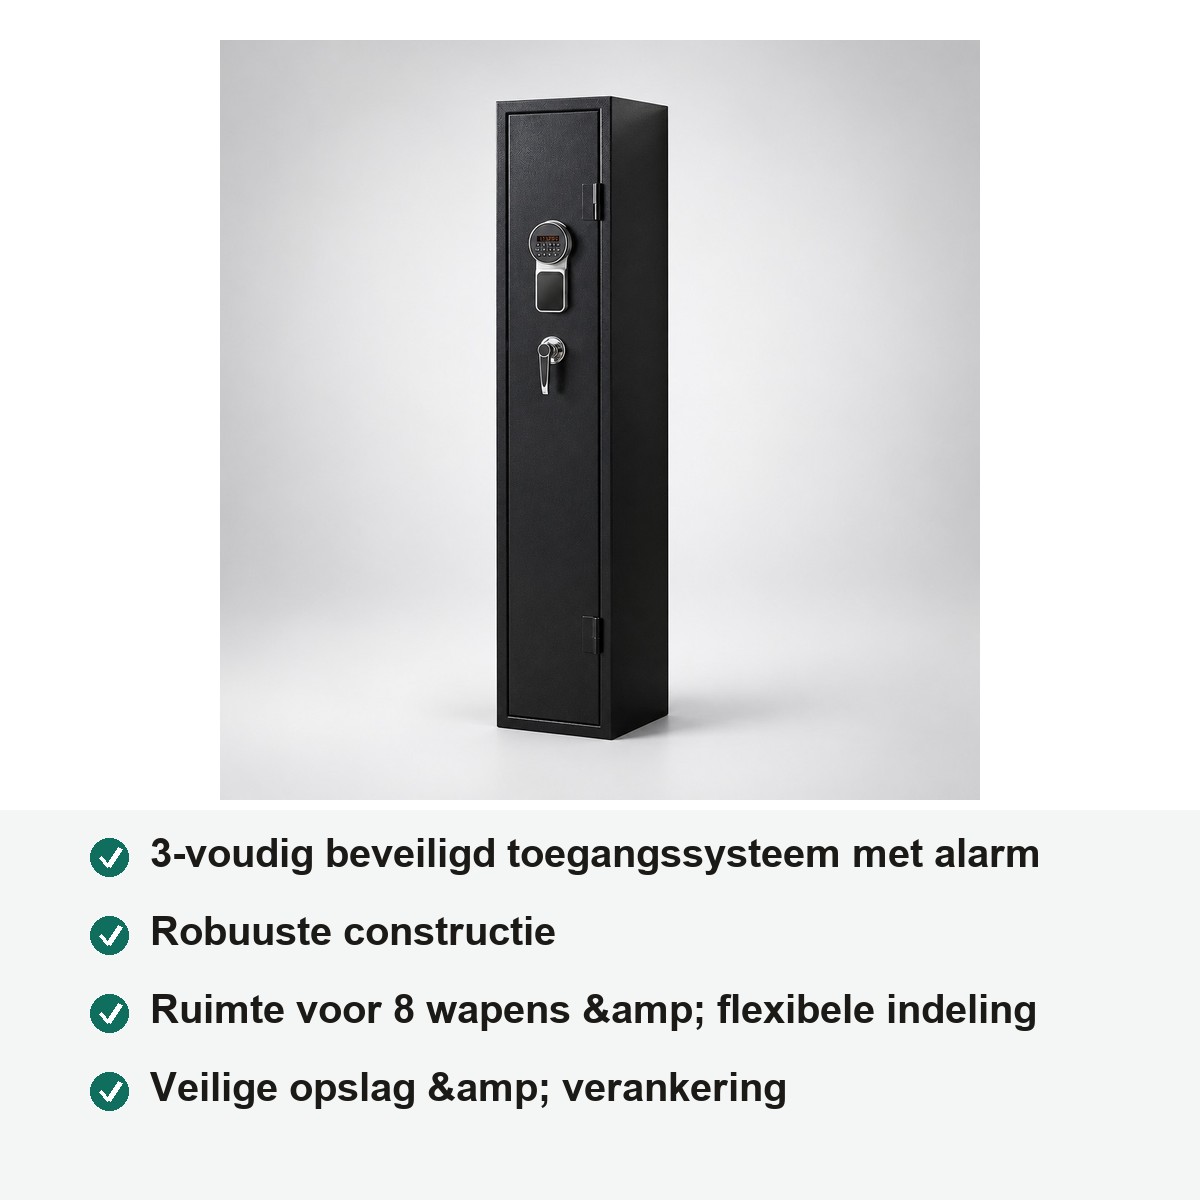 3-voudig beveiligd toegangssysteem met alarm
Robuuste constructie
Ruimte voor 8 wapens &amp; flexibele indeling
Veilige opslag &amp; verankering